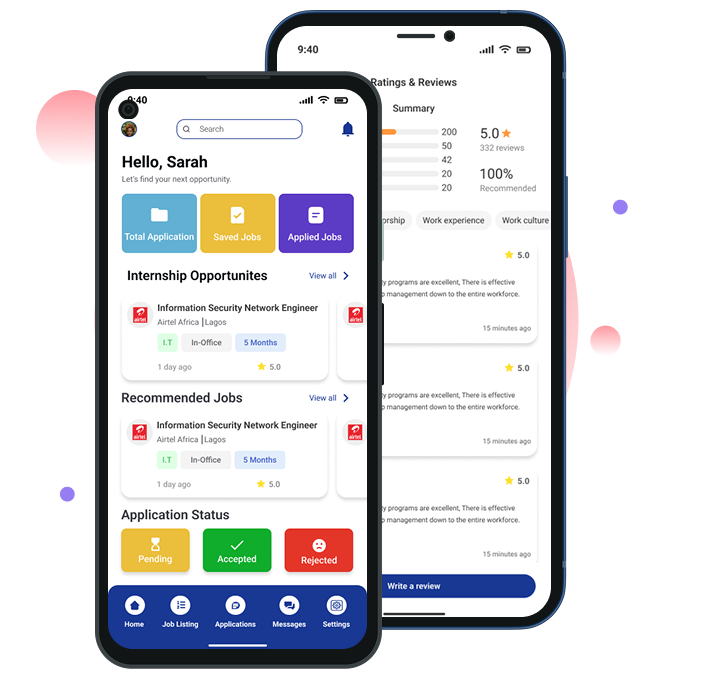 9:40
Search
Hello, Sarah
Let's find your next opportunity.
Total Application
Saved Jobs
Applied Jobs
Internship Opportunites
View all
Information Security Network Engineer
Airtel Africa | Lagos
I.T
In-Office
5 Months
1 day ago
5.0
airtel
airtel
Recommended Jobs
View all
Information Security Network Engineer
Airtel Africa | Lagos
I.T
In-Office
5 Months
1 day ago
5.0
airtel
airtel
Application Status
Pending
Accepted
Rejected
Home
Job Listing
Applications
Messages
Settings
9:40
Ratings & Reviews
Summary
200
50
42
20
20
5.0
332 reviews
100%
Recommended
Work experience
Work culture
5.0
programs are excellent, There is effective
management down to the entire workforce.
15 minutes ago
5.0
programs are excellent, There is effective
management down to the entire workforce.
15 minutes ago
5.0
programs are excellent, There is effective
management down to the entire workforce.
15 minutes ago
Write a review